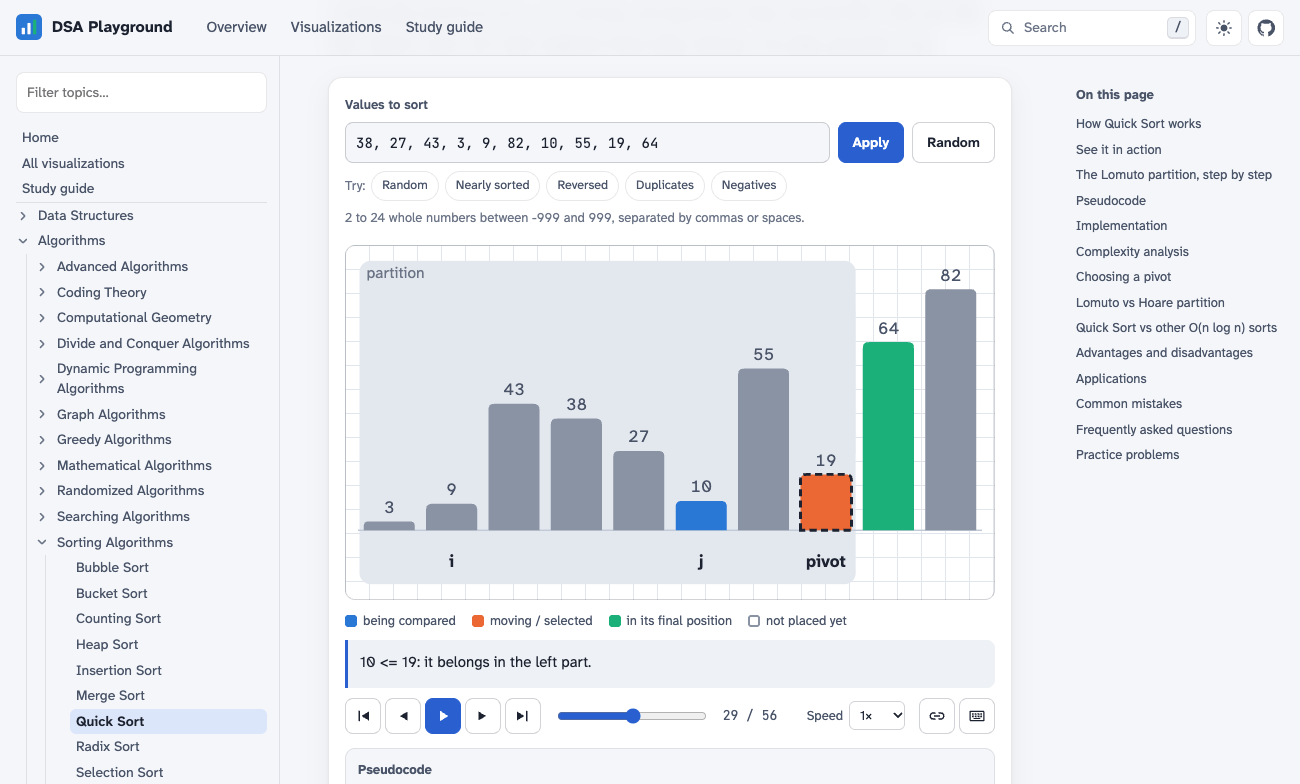 DSA Playground
Overview
Visualizations
Study guide
Search
/
Filter topics…
Home
All visualizations
Study guide
Data Structures
Algorithms
Advanced Algorithms
Coding Theory
Computational Geometry
Divide and Conquer Algorithms
Dynamic Programming
Algorithms
Graph Algorithms
Greedy Algorithms
Mathematical Algorithms
Randomized Algorithms
Searching Algorithms
Sorting Algorithms
Bubble Sort
Bucket Sort
Counting Sort
Heap Sort
Insertion Sort
Merge Sort
Quick Sort
Radix Sort
Selection Sort
Values to sort
38, 27, 43, 3, 9, 82, 10, 55, 19, 64
Apply
Random
Try: Random Nearly sorted Reversed Duplicates Negatives
2 to 24 whole numbers between -999 and 999, separated by commas or spaces.
partition
3 9 43 38 27 10 55 19 64 82
i j pivot
being compared moving / selected in its final position not placed yet
10 <= 19: it belongs in the left part.
29 / 56 Speed 1×
Pseudocode
On this page
How Quick Sort works
See it in action
The Lomuto partition, step by step
Pseudocode
Implementation
Complexity analysis
Choosing a pivot
Lomuto vs Hoare partition
Quick Sort vs other O(n log n) sorts
Advantages and disadvantages
Applications
Common mistakes
Frequently asked questions
Practice problems